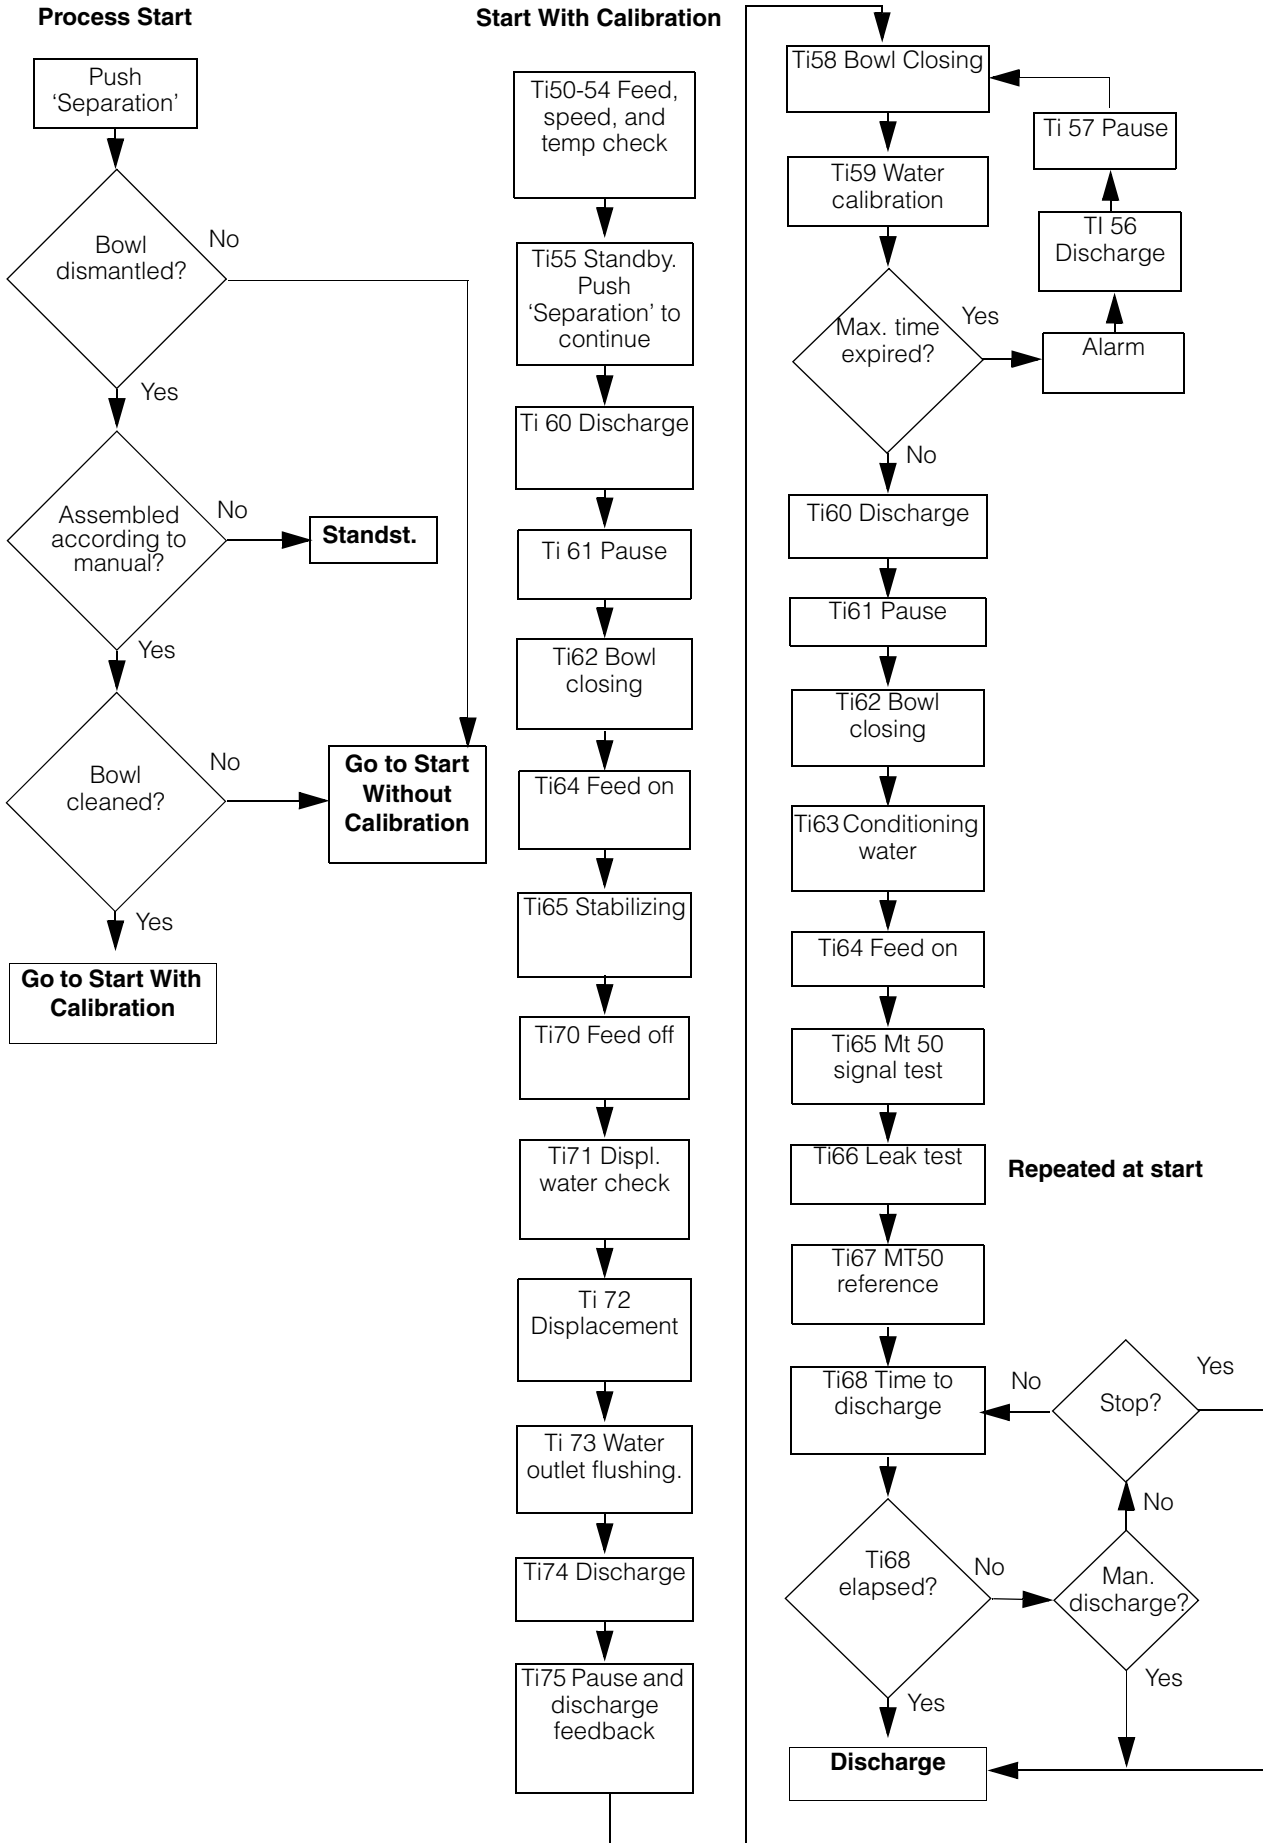 Process Start
Push
‘Separation’
Bowl
dismantled?
No
Yes
Assembled
according to
manual?
No
Standst.
Yes
Bowl
cleaned?
No
Go to Start
Without
Calibration
Yes
Go to Start With
Calibration
Start With Calibration
Ti50-54 Feed,
speed, and
temp check
Ti55 Standby.
Push
‘Separation’ to
continue
Ti 60 Discharge
Ti 61 Pause
Ti62 Bowl
closing
Ti64 Feed on
Ti65 Stabilizing
Ti70 Feed off
Ti71 Displ.
water check
Ti 72
Displacement
Ti 73 Water
outlet flushing.
Ti74 Discharge
Ti75 Pause and
discharge
feedback
Ti58 Bowl Closing
Ti 57 Pause
Ti59 Water
calibration
TI 56
Discharge
Max. time
expired?
Yes
Alarm
No
Ti60 Discharge
Ti61 Pause
Ti62 Bowl
closing
Ti63 Conditioning
water
Ti64 Feed on
Ti65 Mt 50
signal test
Ti66 Leak test
Repeated at start
Ti67 MT50
reference
Ti68 Time to
discharge
No
Stop?
Yes
No
Ti68
elapsed?
No
Man.
discharge?
Yes
Yes
Discharge